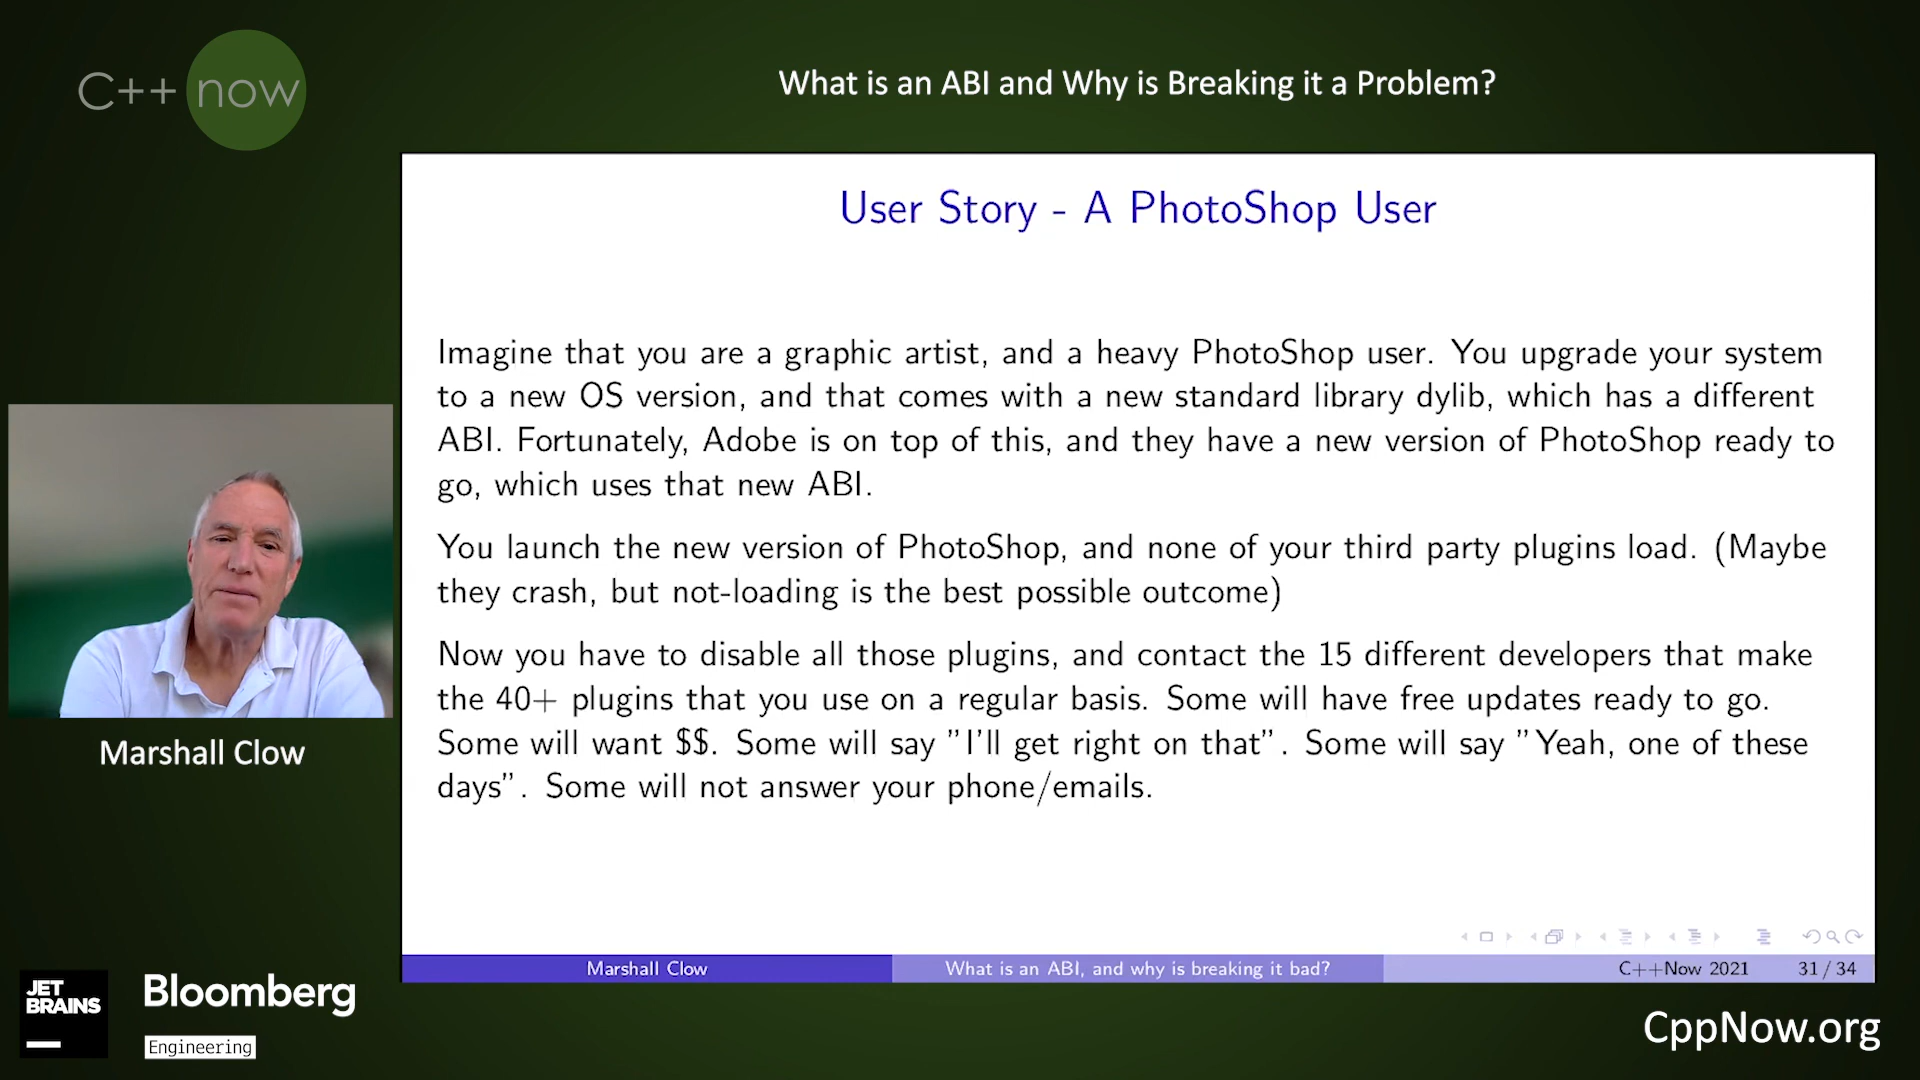 C++ now
What is an ABI and Why is Breaking it a Problem?
User Story - A PhotoShop User
Imagine that you are a graphic artist, and a heavy PhotoShop user. You upgrade your system
to a new OS version, and that comes with a new standard library dylib, which has a different
ABI. Fortunately, Adobe is on top of this, and they have a new version of PhotoShop ready to
go, which uses that new ABI.
You launch the new version of PhotoShop, and none of your third party plugins load. (Maybe
they crash, but not-loading is the best possible outcome)
Now you have to disable all those plugins, and contact the 15 different developers that make
the 40+ plugins that you use on a regular basis. Some will have free updates ready to go.
Some will want $$. Some will say "I'll get right on that". Some will say "Yeah, one of these
days". Some will not answer your phone/emails.
Marshall Clow
Marshall Clow
What is an ABI, and why is breaking it bad?
C++Now 2021
31 / 34
JET
BRAINS
Bloomberg
Engineering
CppNow.org